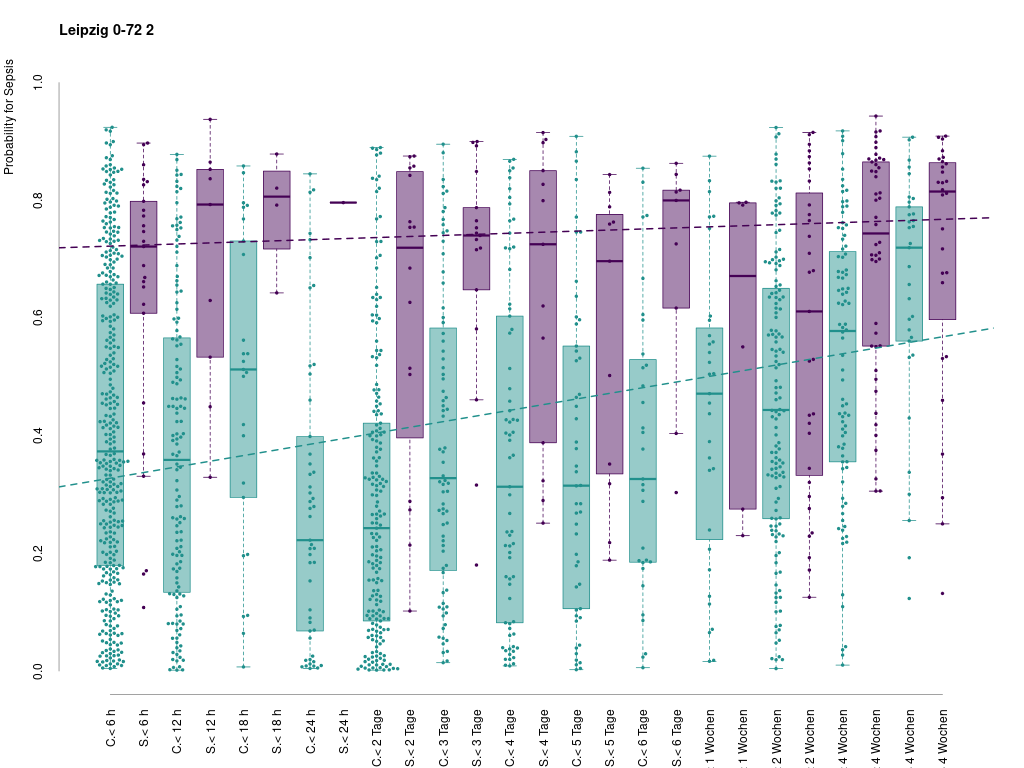 Leipzig 0-72 2
Probability for Sepsis
1.0
0.8
0.6
0.4
0.2
0.0
C.< 6 h
S.< 6 h
C.< 12 h
S.< 12 h
C.< 18 h
S.< 18 h
C.< 24 h
S.< 24 h
C.< 2 Tage
S.< 2 Tage
C.< 3 Tage
S.< 3 Tage
C.< 4 Tage
S.< 4 Tage
C.< 5 Tage
S.< 5 Tage
C.< 6 Tage
S.< 6 Tage
1 Wochen
1 Wochen
2 Wochen
2 Wochen
4 Wochen
4 Wochen
4 Wochen
4 Wochen